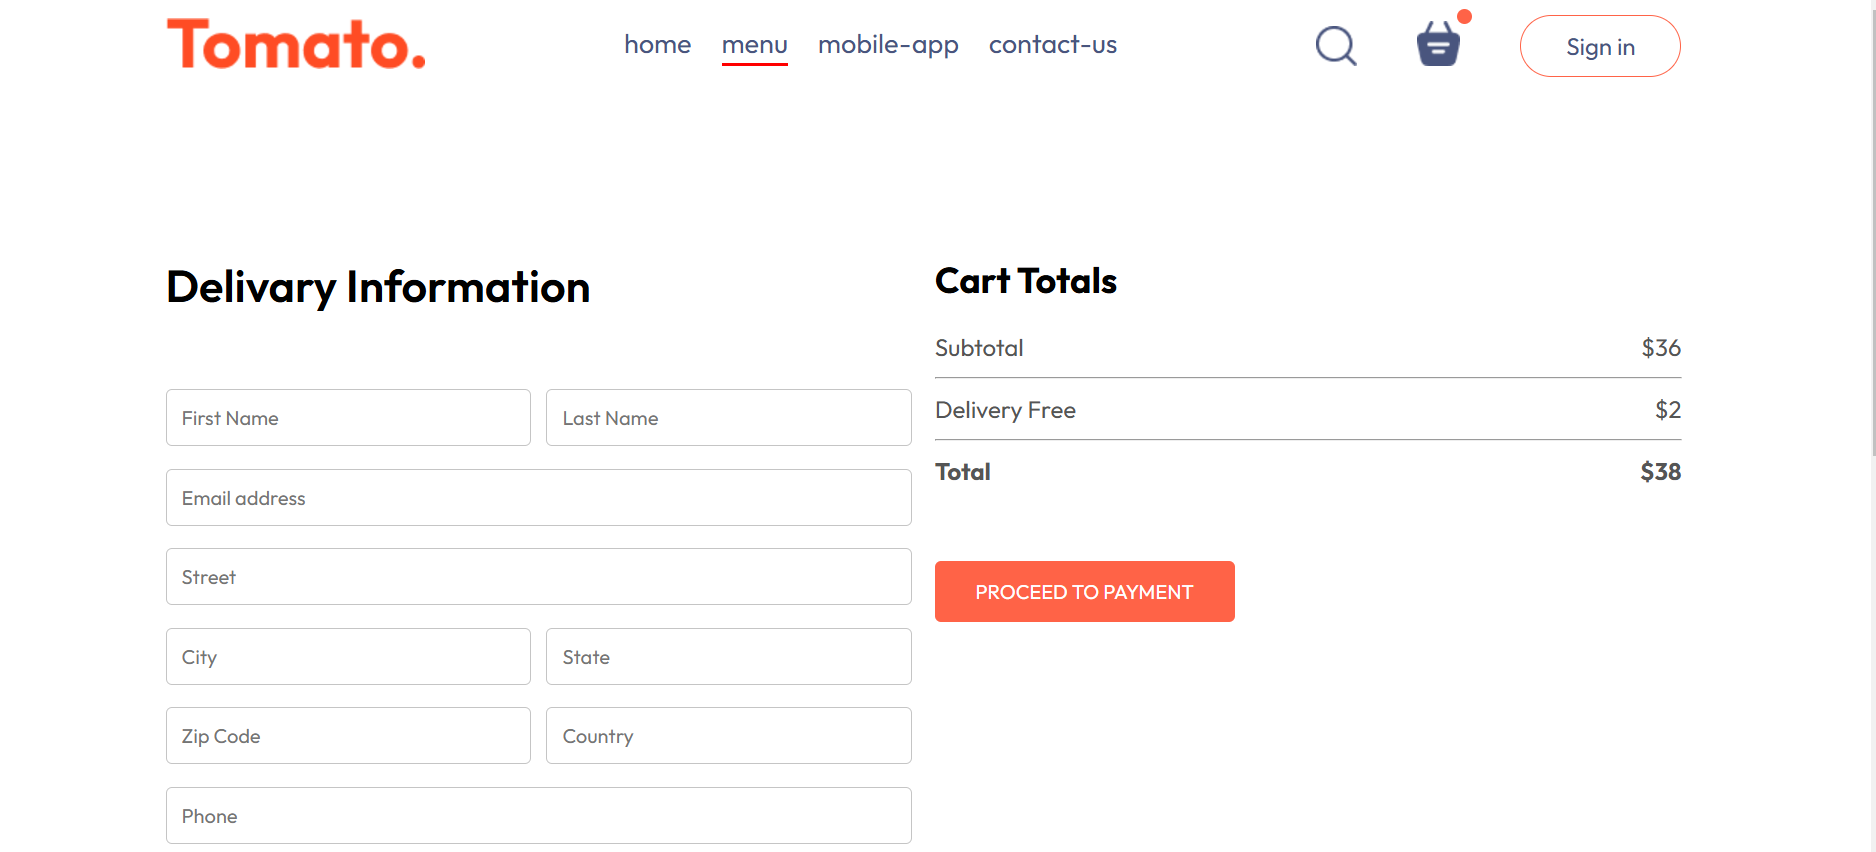 Tomato.
home menu mobile-app contact-us
Sign in
Delivary Information
First Name Last Name
Email address
Street
City State
Zip Code Country
Phone
Cart Totals
Subtotal $36
Delivery Free $2
Total $38
PROCEED TO PAYMENT